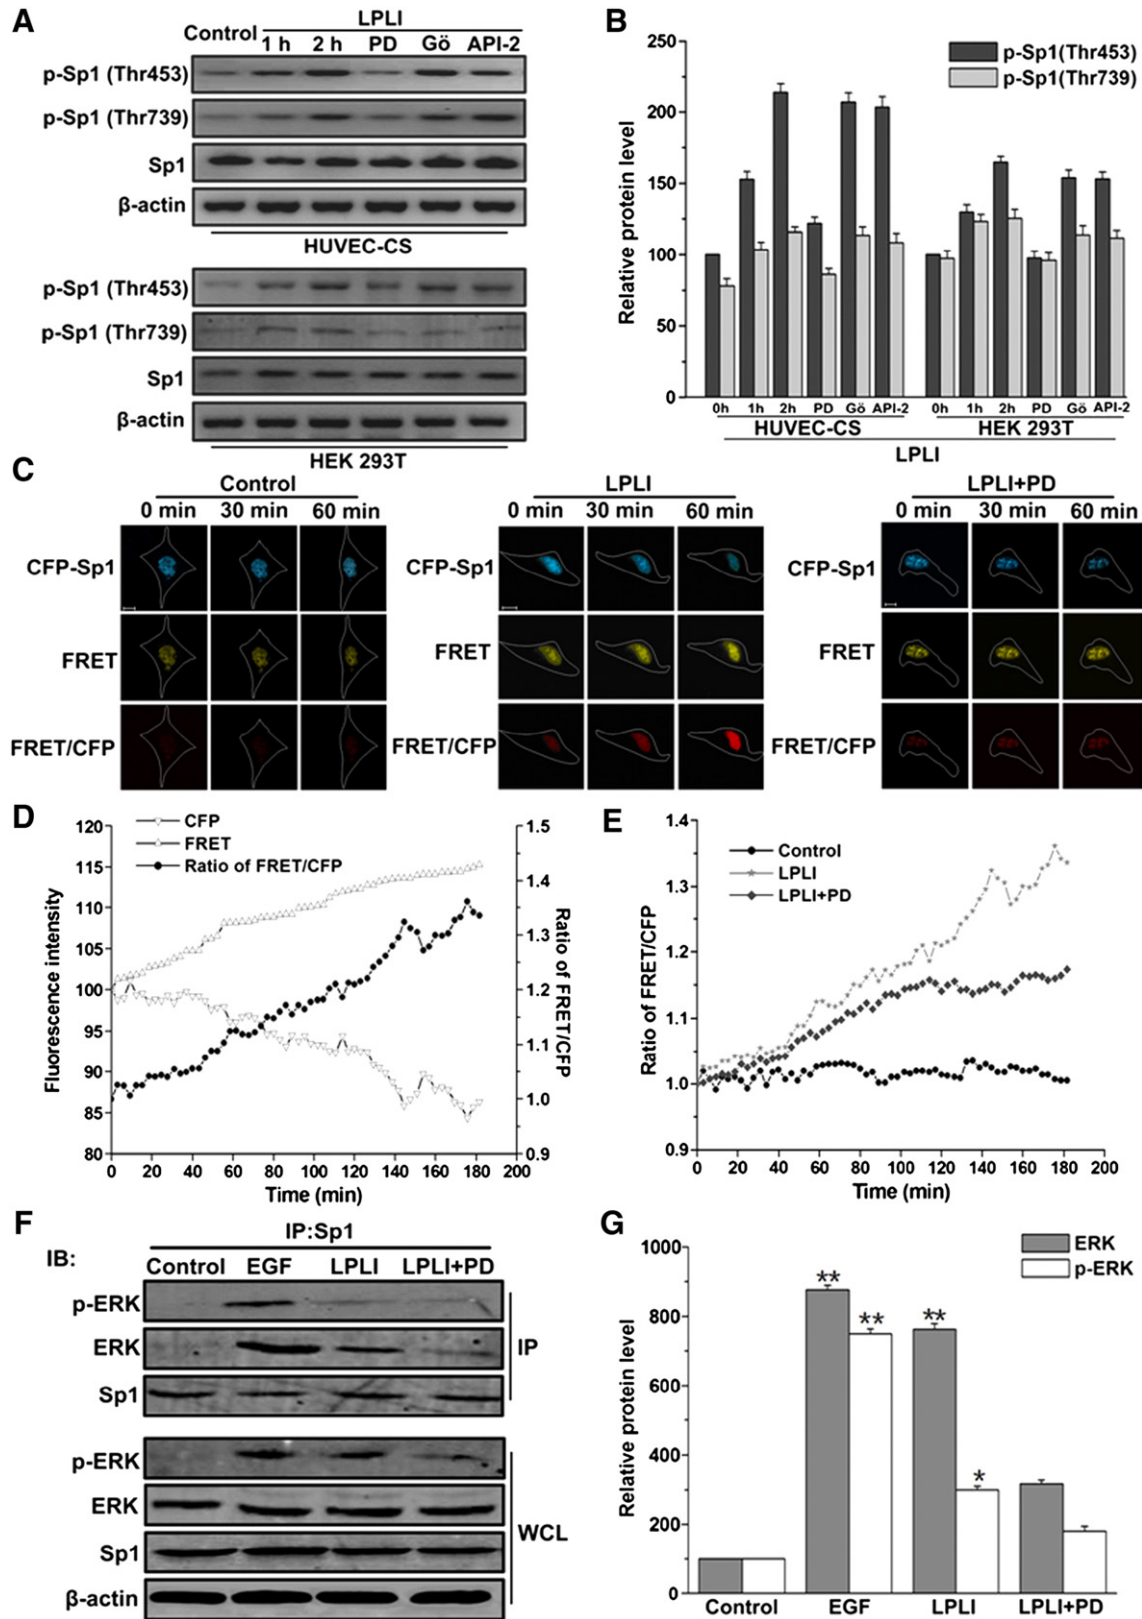 A
LPLI
Control 1 h 2 h PD Gö API-2
p-Sp1 (Thr453)
p-Sp1 (Thr739)
Sp1
β-actin
HUVEC-CS
p-Sp1 (Thr453)
p-Sp1 (Thr739)
Sp1
β-actin
HEK 293T
B
p-Sp1(Thr453)
p-Sp1(Thr739)
Relative protein level
250
200
150
100
50
0
0h 1h 2h PD Gö API-2 0h 1h 2h PD Gö API-2
HUVEC-CS HEK 293T
LPLI
C
Control LPLI LPLI+PD
0 min 30 min 60 min 0 min 30 min 60 min 0 min 30 min 60 min
CFP-Sp1 CFP-Sp1 CFP-Sp1
FRET FRET FRET
FRET/CFP FRET/CFP FRET/CFP
D
CFP
FRET
Ratio of FRET/CFP
Fluorescence intensity
120
115
110
105
100
95
90
85
80
Ratio of FRET/CFP
1.5
1.4
1.3
1.2
1.1
1.0
0.9
0 20 40 60 80 100 120 140 160 180 200
Time (min)
E
Control
LPLI
LPLI+PD
Ratio of FRET/CFP
1.4
1.3
1.2
1.1
1.0
0.9
0 20 40 60 80 100 120 140 160 180 200
Time (min)
F
IP:Sp1
IB:
Control EGF LPLI LPLI+PD
p-ERK
ERK
Sp1
IP
p-ERK
ERK
Sp1
β-actin
WCL
G
ERK
p-ERK
Relative protein level
1000
800
600
400
200
0
** ** ** *
Control EGF LPLI LPLI+PD